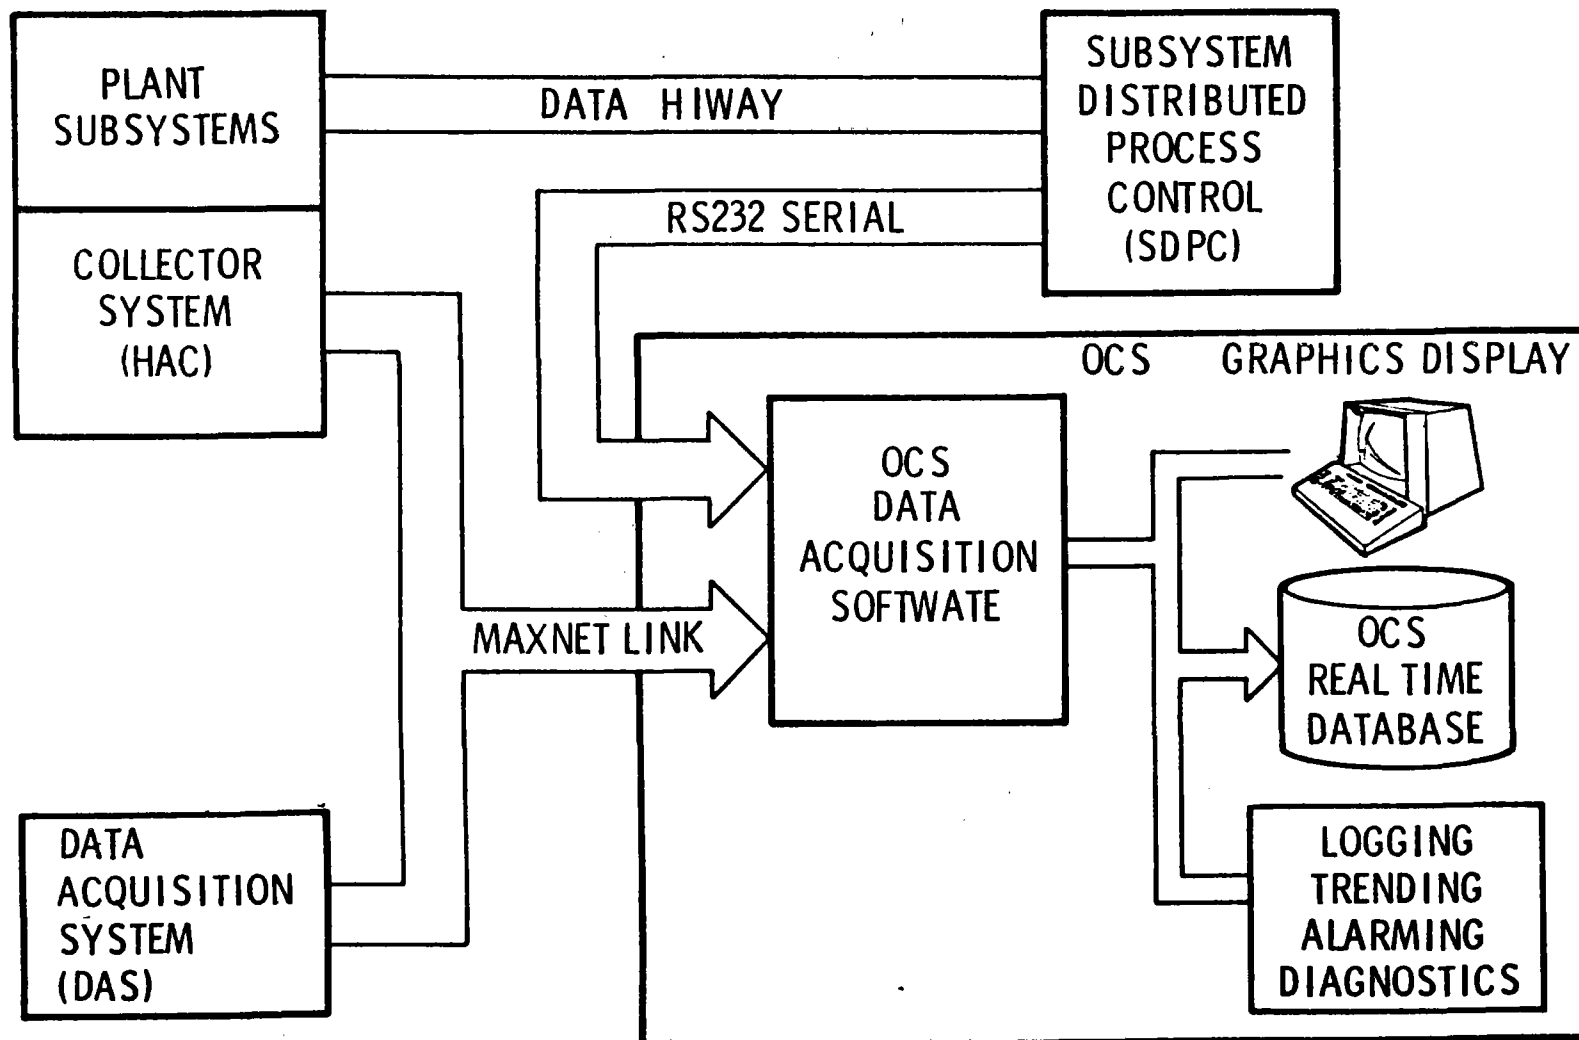 PLANT
SUBSYSTEMS
DATA HIWAY
SUBSYSTEM
DISTRIBUTED
PROCESS
CONTROL
(SDPC)
RS232 SERIAL
COLLECTOR
SYSTEM
(HAC)
OCS GRAPHICS DISPLAY
OCS
DATA
ACQUISITION
SOFTWATE
MAXNET LINK
OCS
REAL TIME
DATABASE
DATA
ACQUISITION
SYSTEM
(DAS)
LOGGING
TRENDING
ALARMING
DIAGNOSTICS